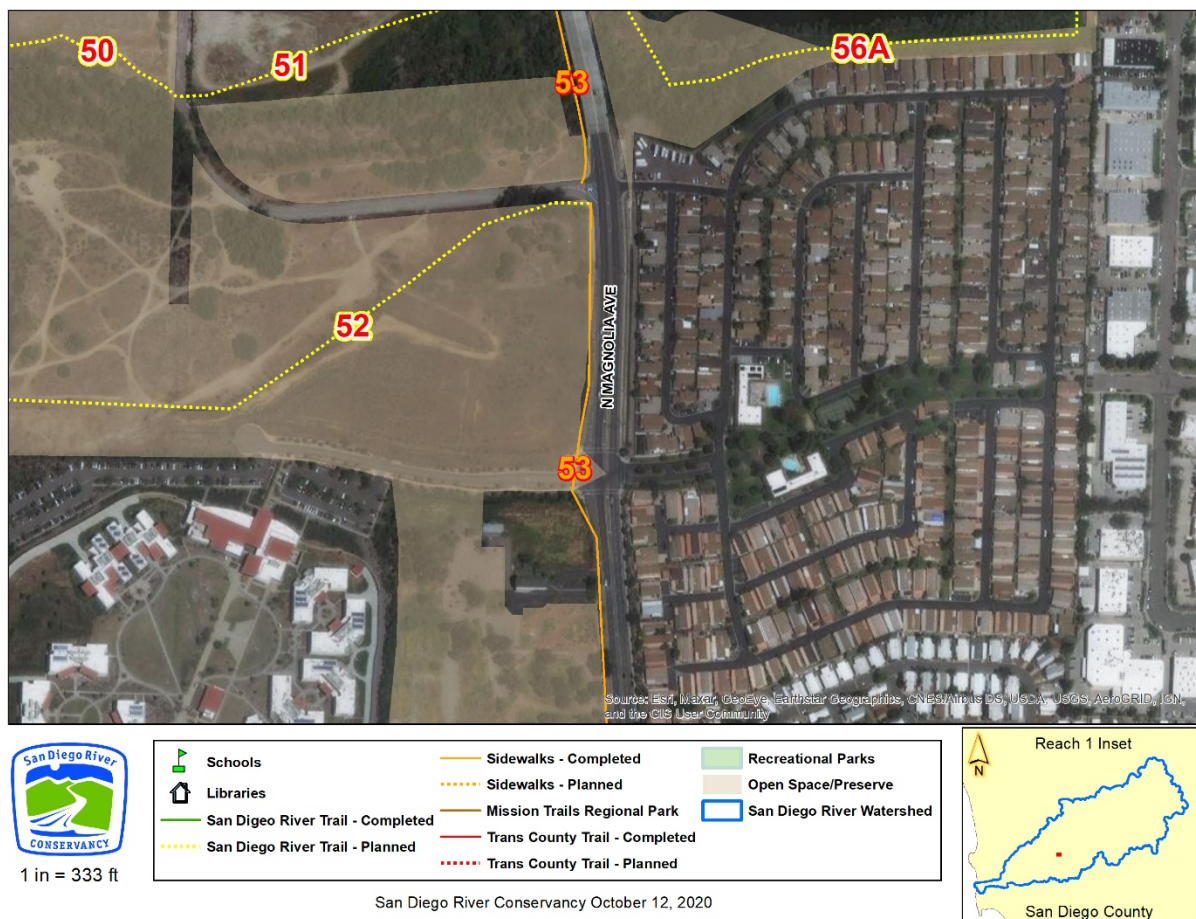 50
51
53
56A
52
N MAGNOLIA AVE
53
Source: Esri, Maxar, GeoEye, Earthstar Geographics, CNES/Airbus DS, USDA, USGS, AeroGRID, IGN,
and the GIS User Community
San Diego River
CONSERVANCY
1 in = 333 ft
Schools
Libraries
San Digeo River Trail - Completed
San Diego River Trail - Planned
Sidewalks - Completed
Sidewalks - Planned
Mission Trails Regional Park
Trans County Trail - Completed
Trans County Trail - Planned
Recreational Parks
Open Space/Preserve
San Diego River Watershed
San Diego River Conservancy October 12, 2020
Reach 1 Inset
N
San Diego County